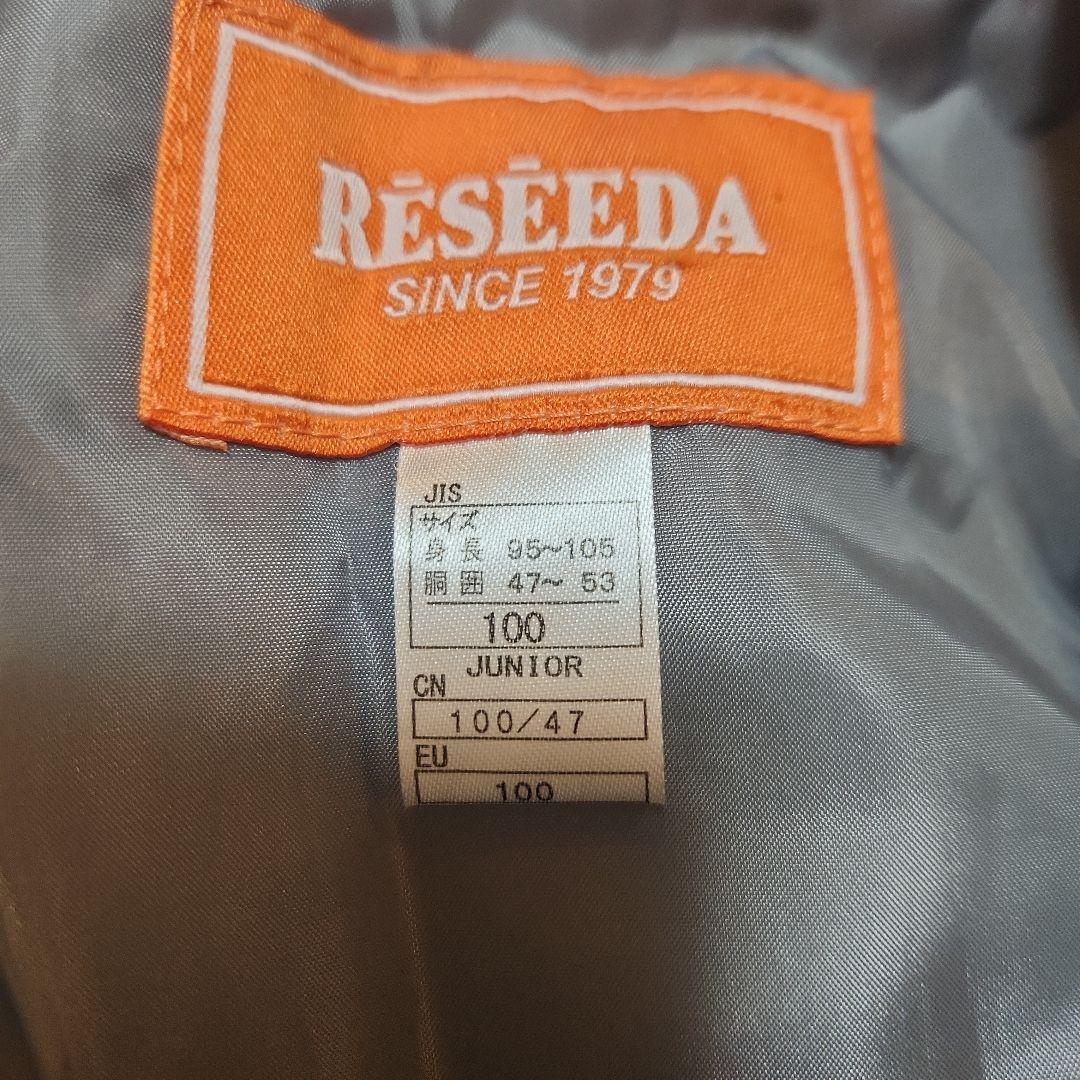 RĒSĒEDA
SINCE 1979
JIS
サイズ
身長 95~105
胴囲 47~ 53
100
JUNIOR
CN
100/47
EU
100